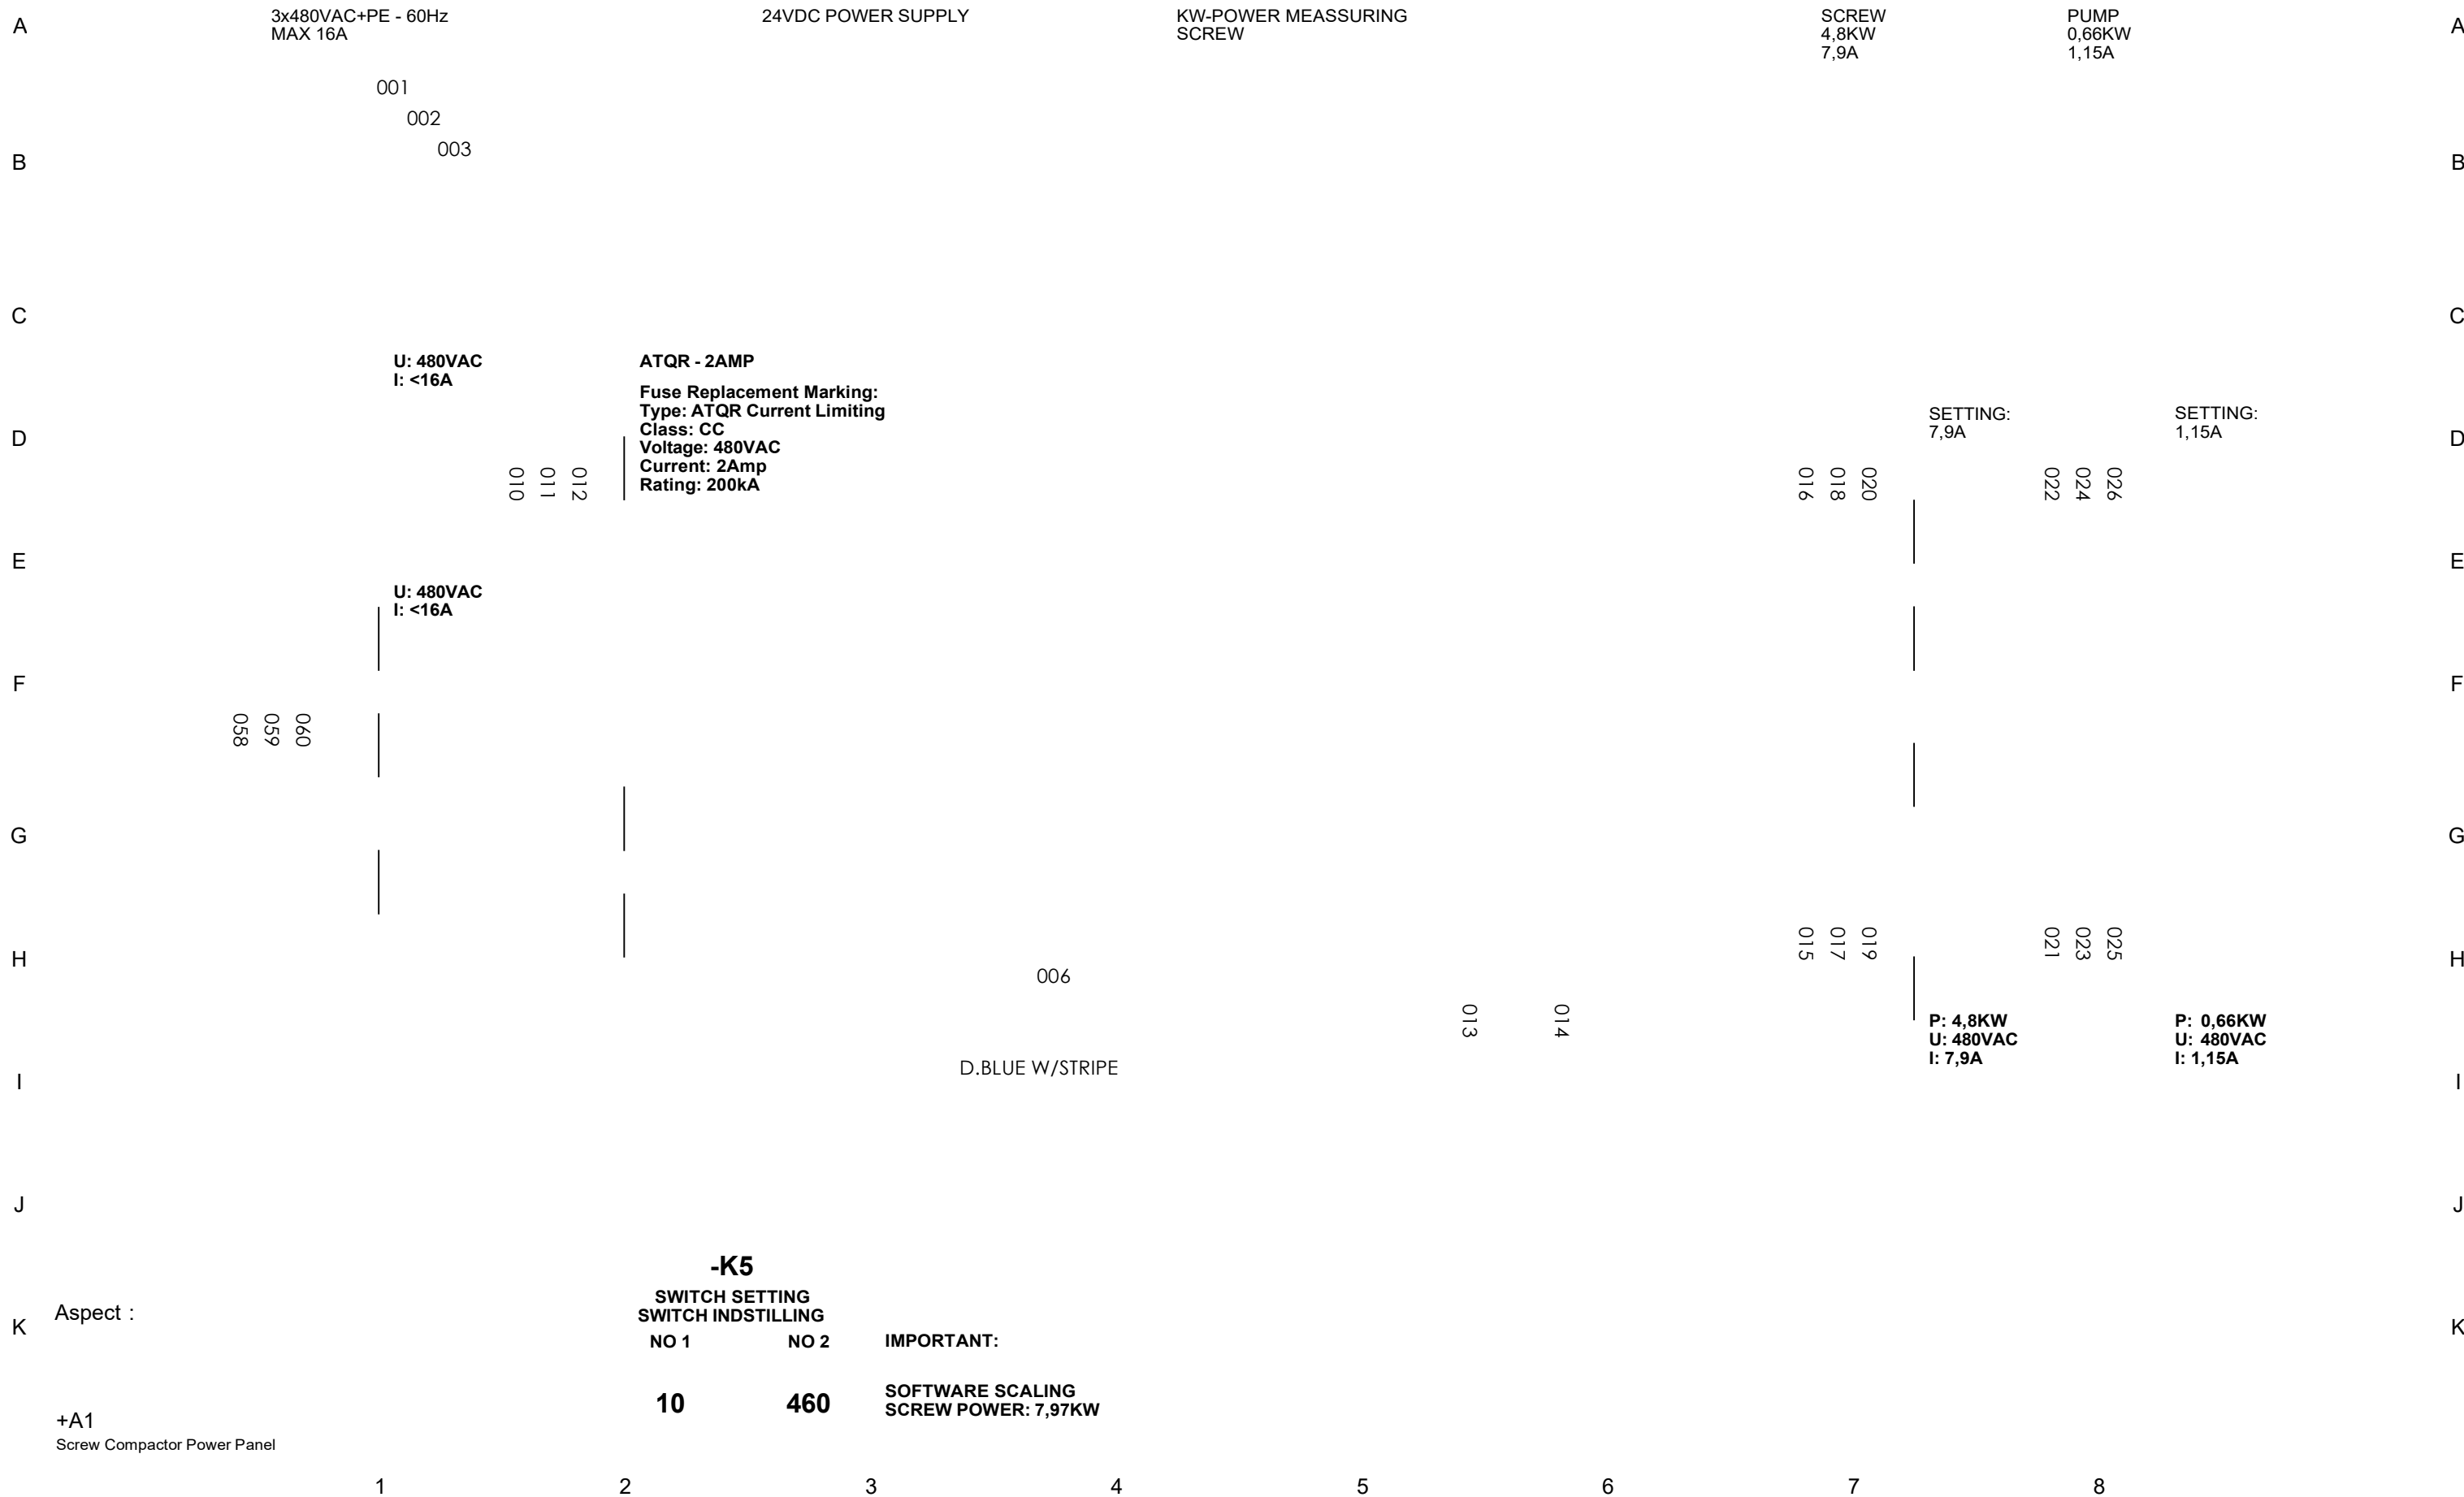 A
3x480VAC+PE - 60Hz
MAX 16A
24VDC POWER SUPPLY
KW-POWER MEASSURING
SCREW
SCREW
4,8KW
7,9A
PUMP
0,66KW
1,15A
A
001
002
003
B
B
C
C
U: 480VAC
I: <16A
ATQR - 2AMP
Fuse Replacement Marking:
Type: ATQR Current Limiting
Class: CC
Voltage: 480VAC
Current: 2Amp
Rating: 200kA
SETTING:
7,9A
SETTING:
1,15A
D
D
010
011
012
016
018
020
022
024
026
E
E
U: 480VAC
I: <16A
F
F
058
059
060
G
G
015
017
019
021
023
025
H
H
006
013
014
P: 4,8KW
U: 480VAC
I: 7,9A
P: 0,66KW
U: 480VAC
I: 1,15A
D.BLUE W/STRIPE
I
I
J
J
-K5
SWITCH SETTING
SWITCH INDSTILLING
Aspect :
K
K
NO 1
NO 2
IMPORTANT:
10
460
SOFTWARE SCALING
SCREW POWER: 7,97KW
+A1
Screw Compactor Power Panel
1
2
3
4
5
6
7
8